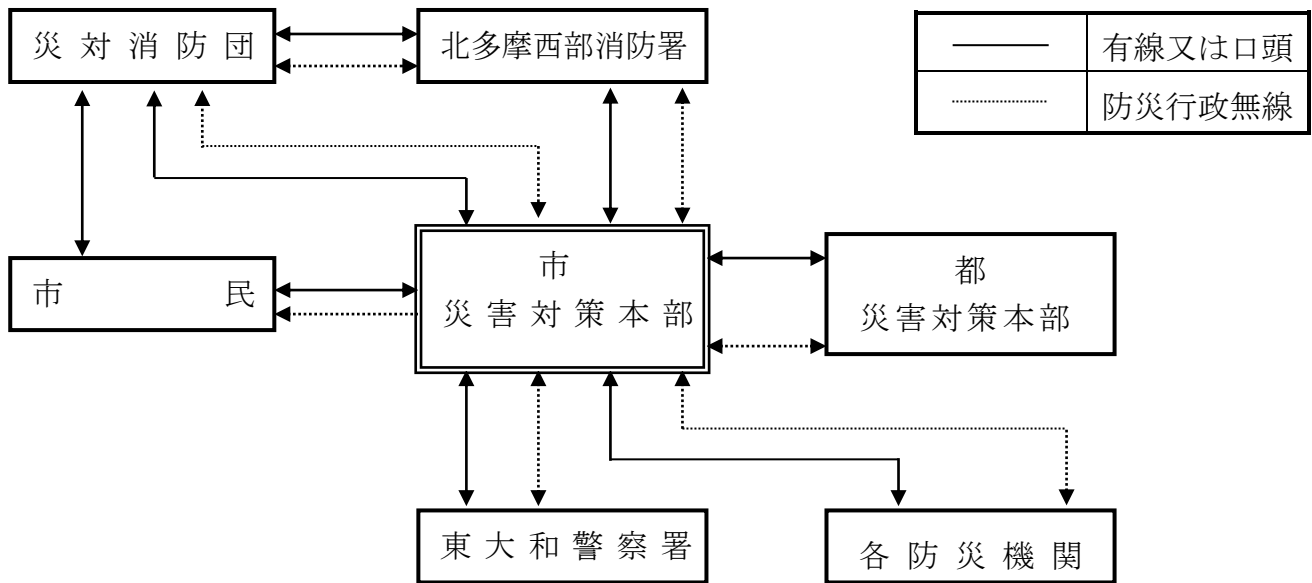 災対消防団
北多摩西部消防署
有線又は口頭
防災行政無線
市民
市
災害対策本部
都
災害対策本部
東大和警察署
各防災機関